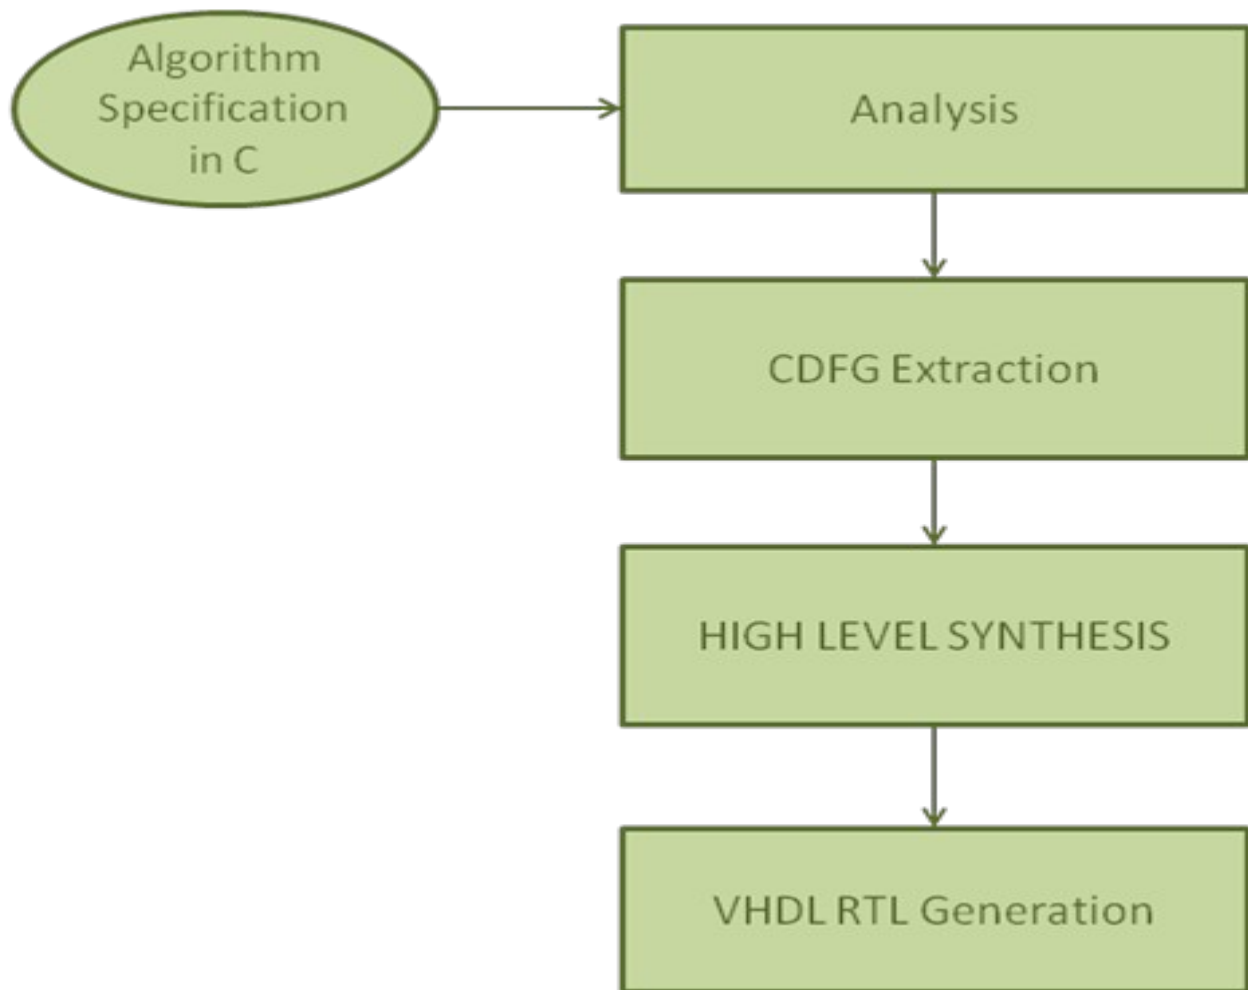 Algorithm
Specification
in C
Analysis
CDFG Extraction
HIGH LEVEL SYNTHESIS
VHDL RTL Generation